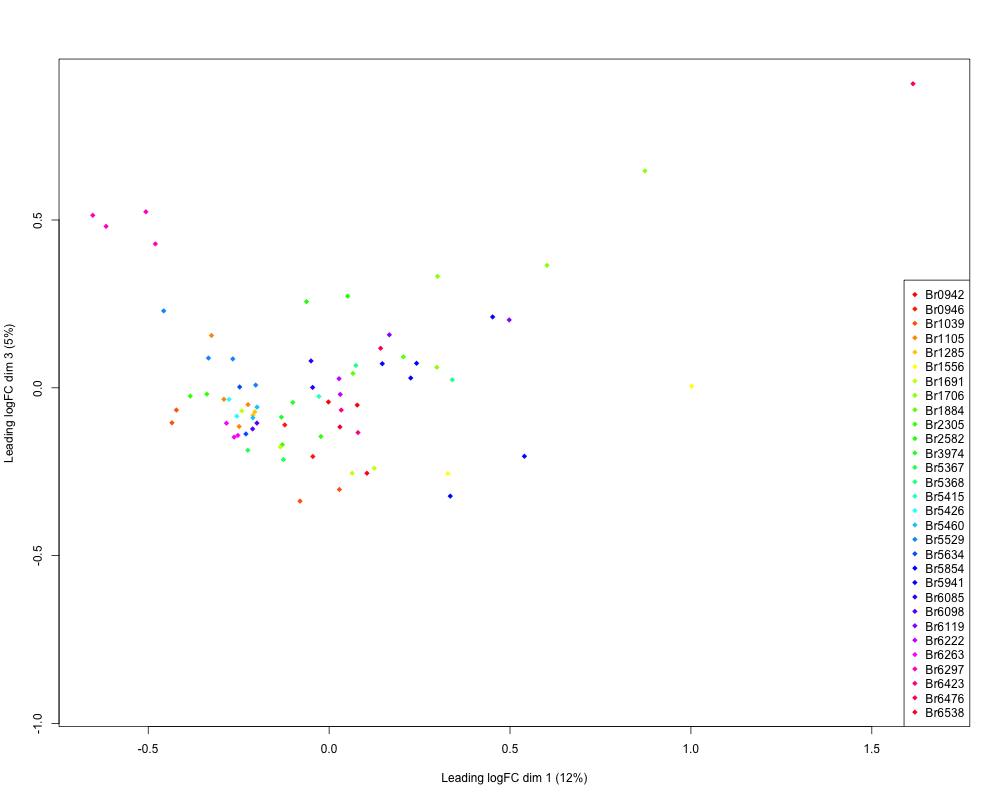 Leading logFC dim 3 (5%)
0.5
0.0
-0.5
-1.0
Br0942
Br0946
Br1039
Br1105
Br1285
Br1556
Br1691
Br1706
Br1884
Br2305
Br2582
Br3974
Br5367
Br5368
Br5415
Br5426
Br5460
Br5529
Br5634
Br5854
Br5941
Br6085
Br6098
Br6119
Br6222
Br6263
Br6297
Br6423
Br6476
Br6538
-0.5 0.0 0.5 1.0 1.5
Leading logFC dim 1 (12%)